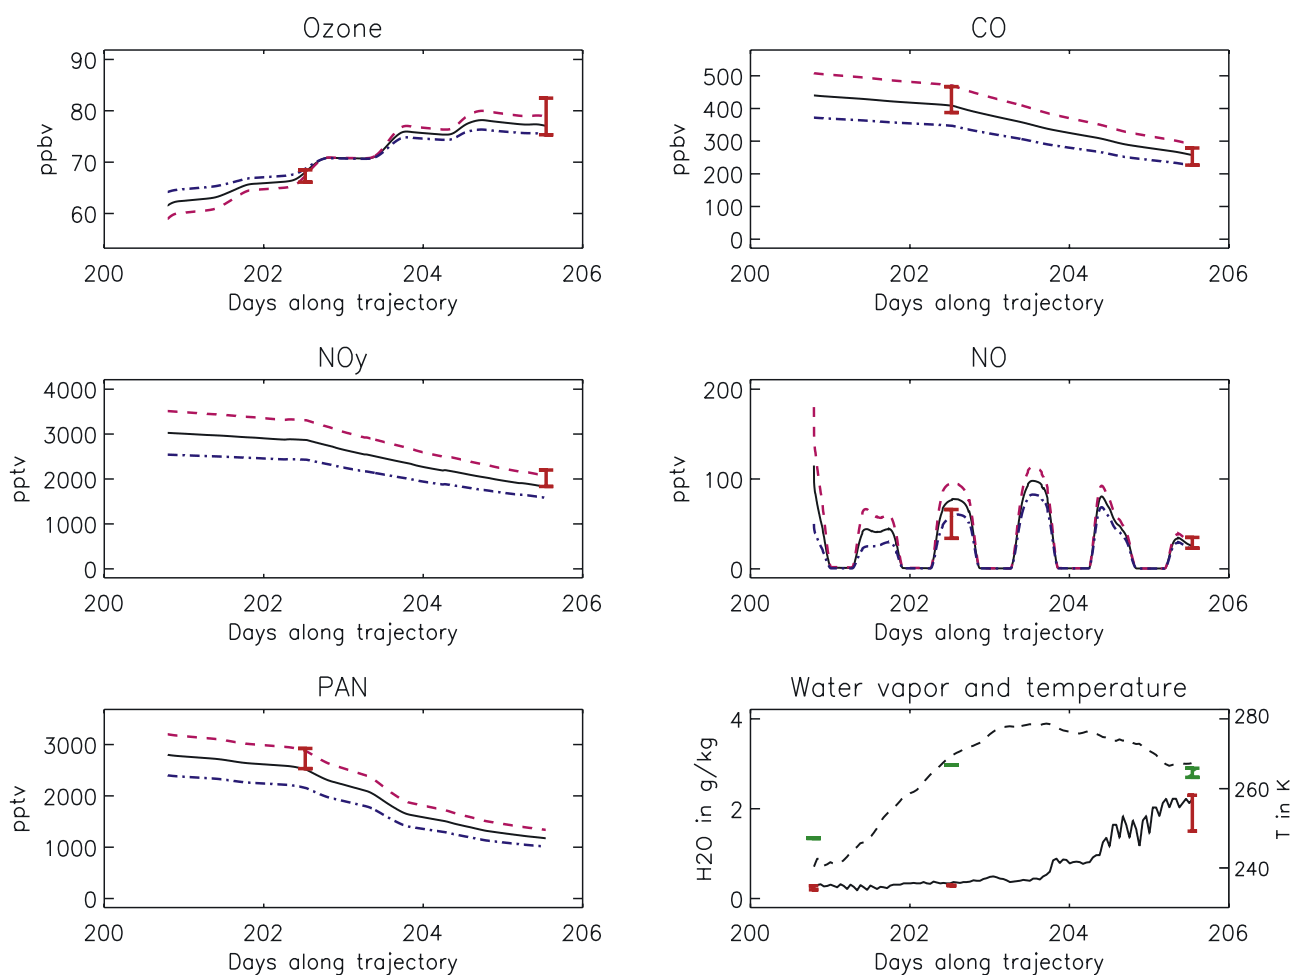 Ozone
90
80
70
60
ppbv
200 202 204 206
Days along trajectory
CO
500
400
300
200
100
0
ppbv
200 202 204 206
Days along trajectory
NOy
4000
3000
2000
1000
0
pptv
200 202 204 206
Days along trajectory
NO
200
100
0
pptv
200 202 204 206
Days along trajectory
PAN
3000
2000
1000
0
pptv
200 202 204 206
Days along trajectory
Water vapor and temperature
4
2
0
H2O in g/kg
280
260
240
T in K
200 202 204 206
Days along trajectory